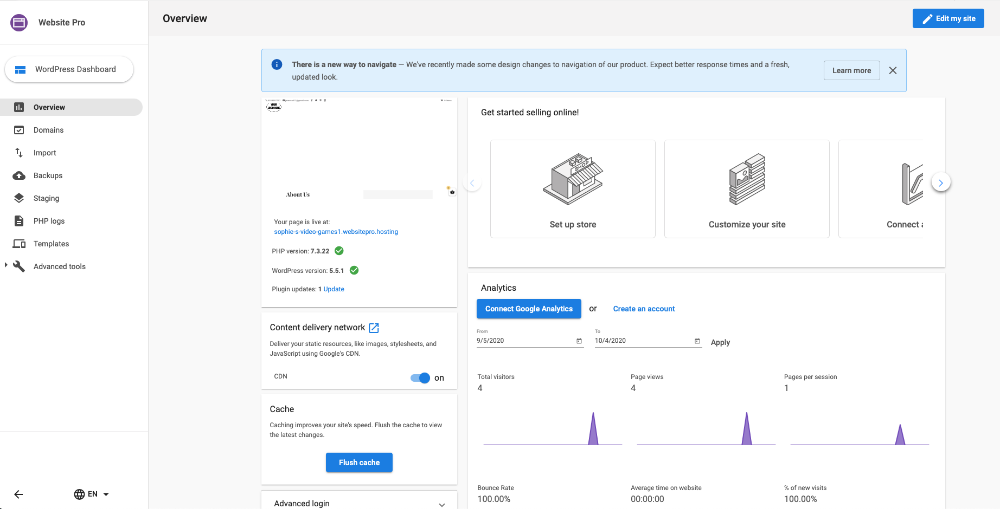 Website Pro
Overview
Edit my site
WordPress Dashboard
Overview
Domains
Import
Backups
Staging
PHP logs
Templates
Advanced tools
EN
There is a new way to navigate — We've recently made some design changes to navigation of our product. Expect better response times and a fresh,
updated look.
Learn more
YOUR
LOGO HERE
About Us
Your page is live at:
sophie-s-video-games1.websitepro.hosting
PHP version: 7.3.22
WordPress version: 5.5.1
Plugin updates: 1 Update
Content delivery network
Deliver your static resources, like images, stylesheets, and
JavaScript using Google's CDN.
CDN
on
Cache
Caching improves your site's speed. Flush the cache to view
the latest changes.
Flush cache
Advanced login
Get started selling online!
SHOP
Set up store
Customize your site
Connect
Analytics
Connect Google Analytics or Create an account
From
9/5/2020
To
10/4/2020
Apply
Total visitors
4
Page views
4
Pages per session
1
Bounce Rate
100.00%
Average time on website
00:00:00
% of new visits
100.00%